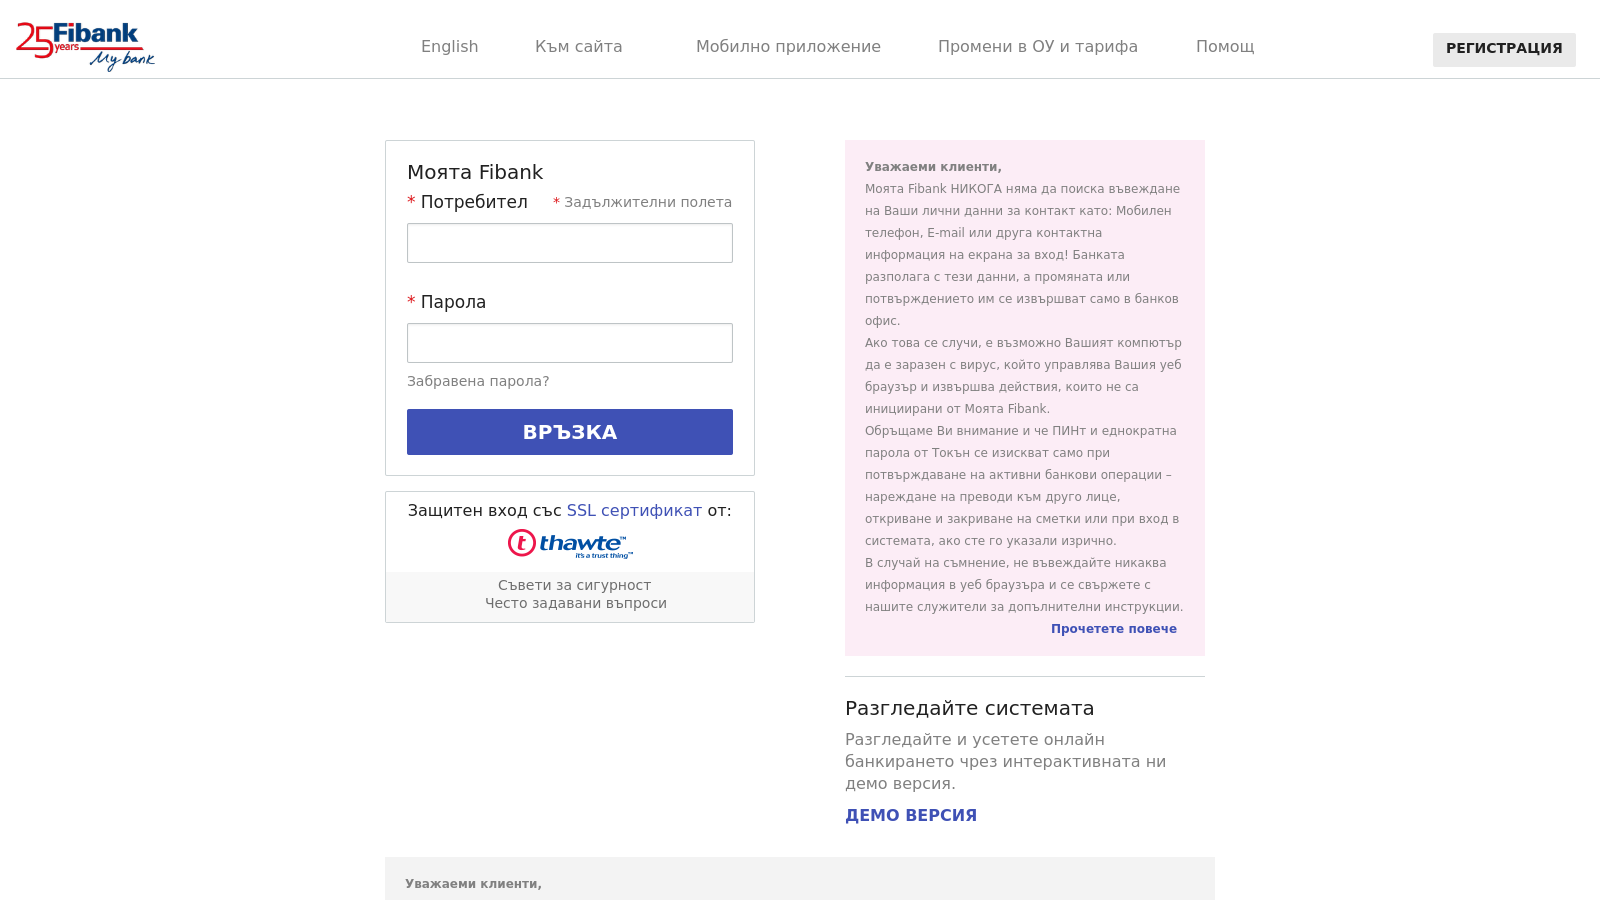 25 Fibank
years
My bank
English
Към сайта
Мобилно приложение
Промени в ОУ и тарифа
Помощ
РЕГИСТРАЦИЯ
Моята Fibank
* Потребител
* Задължителни полета
* Парола
Забравена парола?
ВРЪЗКА
Защитен вход със SSL сертификат от:
thawte™
it's a trust thing™
Съвети за сигурност
Често задавани въпроси
Уважаеми клиенти,
Моята Fibank НИКОГА няма да поиска въвеждане
на Ваши лични данни за контакт като: Мобилен
телефон, E-mail или друга контактна
информация на екрана за вход! Банката
разполага с тези данни, а промяната или
потвърждението им се извършват само в банков
офис.
Ако това се случи, е възможно Вашият компютър
да е заразен с вирус, който управлява Вашия уеб
браузър и извършва действия, които не са
инициирани от Моята Fibank.
Обръщаме Ви внимание и че ПИНт и еднократна
парола от Токън се изискват само при
потвърждаване на активни банкови операции –
нареждане на преводи към друго лице,
откриване и закриване на сметки или при вход в
системата, ако сте го указали изрично.
В случай на съмнение, не въвеждайте никаква
информация в уеб браузъра и се свържете с
нашите служители за допълнителни инструкции.
Прочетете повече
Разгледайте системата
Разгледайте и усетете онлайн
банкирането чрез интерактивната ни
демо версия.
ДЕМО ВЕРСИЯ
Уважаеми клиенти,